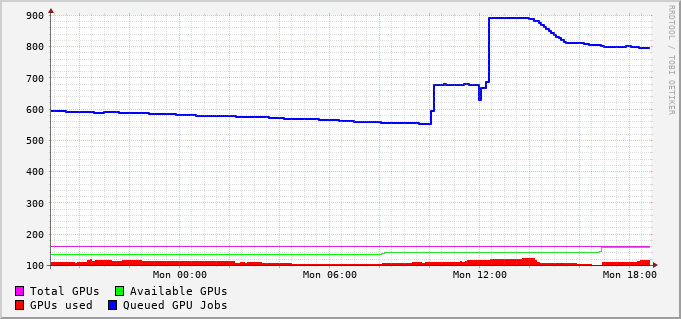 900
800
700
600
500
400
300
200
100
Mon 00:00 Mon 06:00 Mon 12:00 Mon 18:00
Total GPUs Available GPUs
GPUs used Queued GPU Jobs
RRDTOOL / TOBI OETIKER